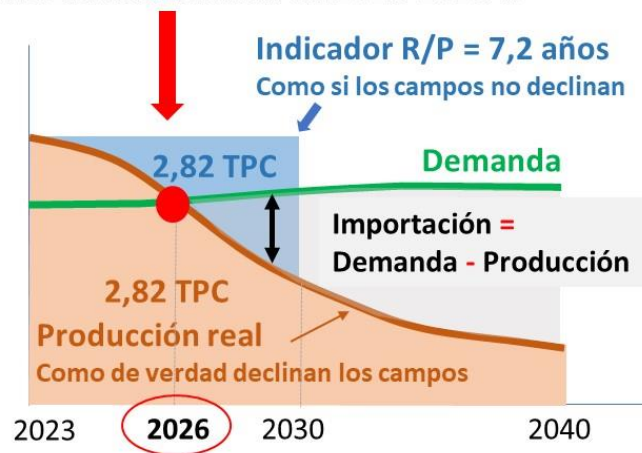 Indicador R/P = 7,2 años
Como si los campos no declinan
2,82 TPC
Demanda
Importación =
Demanda - Producción
2,82 TPC
Producción real
Como de verdad declinan los campos
2023
2026
2030
2040